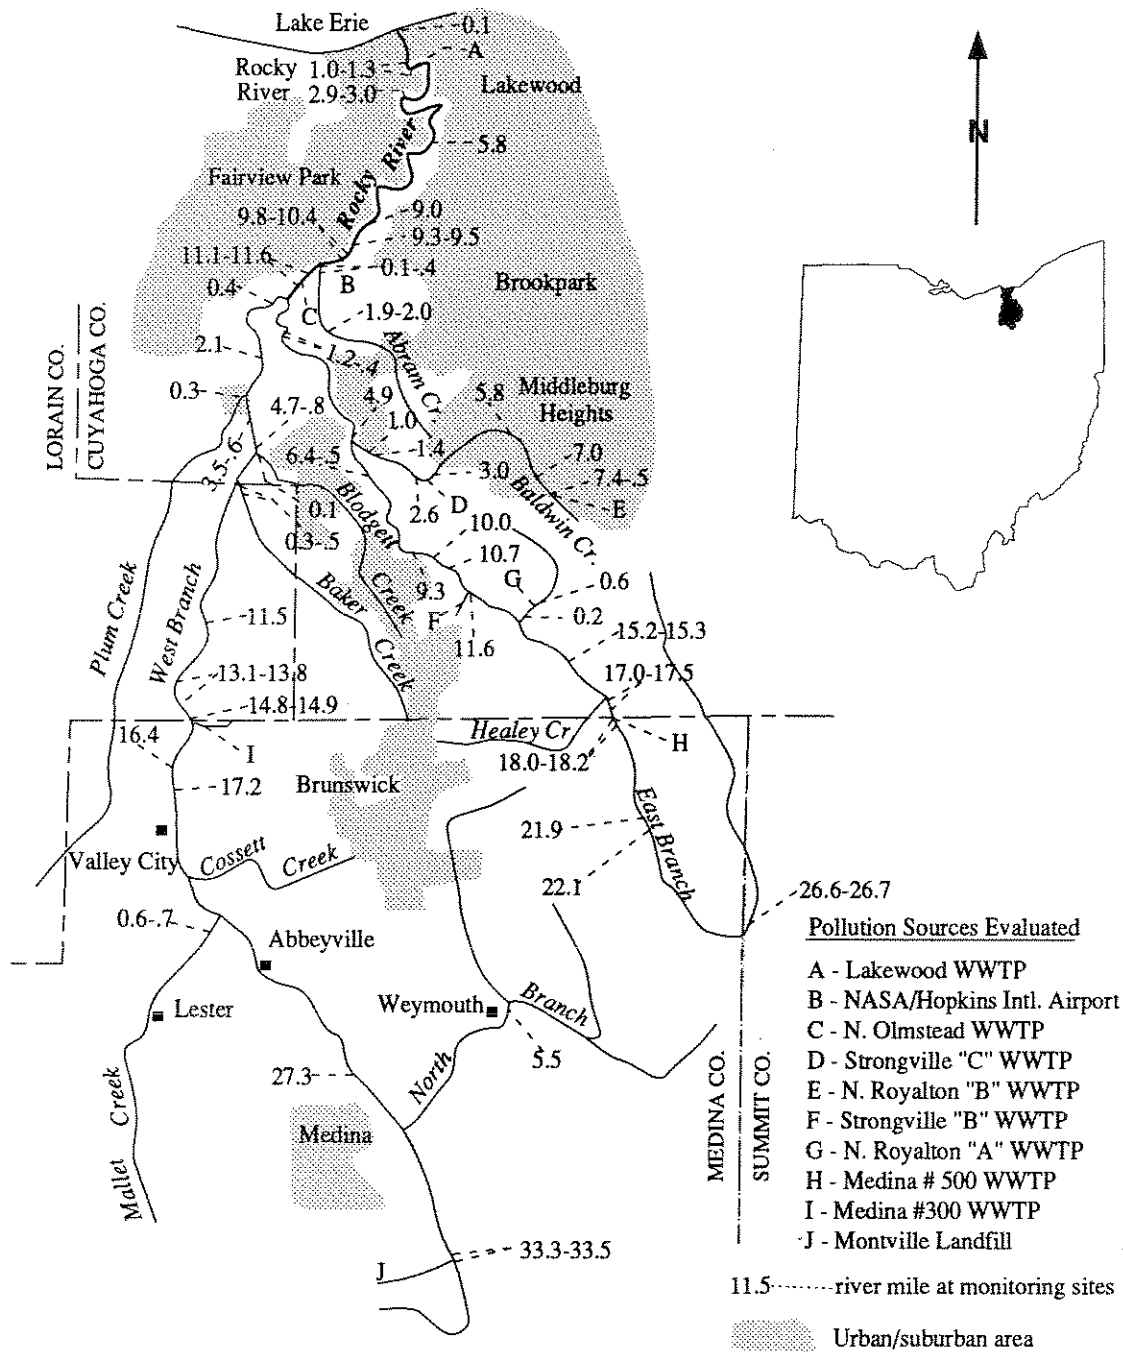 Lake Erie
0.1
A
Rocky
River
1.0-1.3
2.9-3.0
Lakewood
N
5.8
Rocky River
Fairview Park
9.8-10.4
9.0
9.3-9.5
11.1-11.6
0.1-.4
B
Brookpark
0.4
C
1.9-2.0
LORAIN CO.
CUYAHOGA CO.
2.1
1.2-.4
Abram Cr.
0.3
4.7-.8
4.9
5.8
Middleburg
Heights
1.0
3.5-.6
6.4-.5
1.4
7.0
3.0
7.4-.5
D
E
Baldwin Cr.
Blodgett
Creek
0.1
2.6
10.0
0.3-.5
10.7
G
0.6
Baker
Creek
9.3
F
0.2
11.6
Plum Creek
West Branch
11.5
15.2-15.3
13.1-13.8
17.0-17.5
14.8-14.9
16.4
I
Healey Cr.
H
18.0-18.2
17.2
Brunswick
21.9
East Branch
Valley City
Cossett
Creek
22.1
26.6-26.7
0.6-.7
Abbeyville
Lester
Weymouth
Branch
North
5.5
27.3
Mallet Creek
Medina
MEDINA CO.
SUMMIT CO.
J
33.3-33.5
Pollution Sources Evaluated
A - Lakewood WWTP
B - NASA/Hopkins Intl. Airport
C - N. Olmstead WWTP
D - Strongville "C" WWTP
E - N. Royalton "B" WWTP
F - Strongville "B" WWTP
G - N. Royalton "A" WWTP
H - Medina # 500 WWTP
I - Medina #300 WWTP
J - Montville Landfill
11.5 river mile at monitoring sites
Urban/suburban area